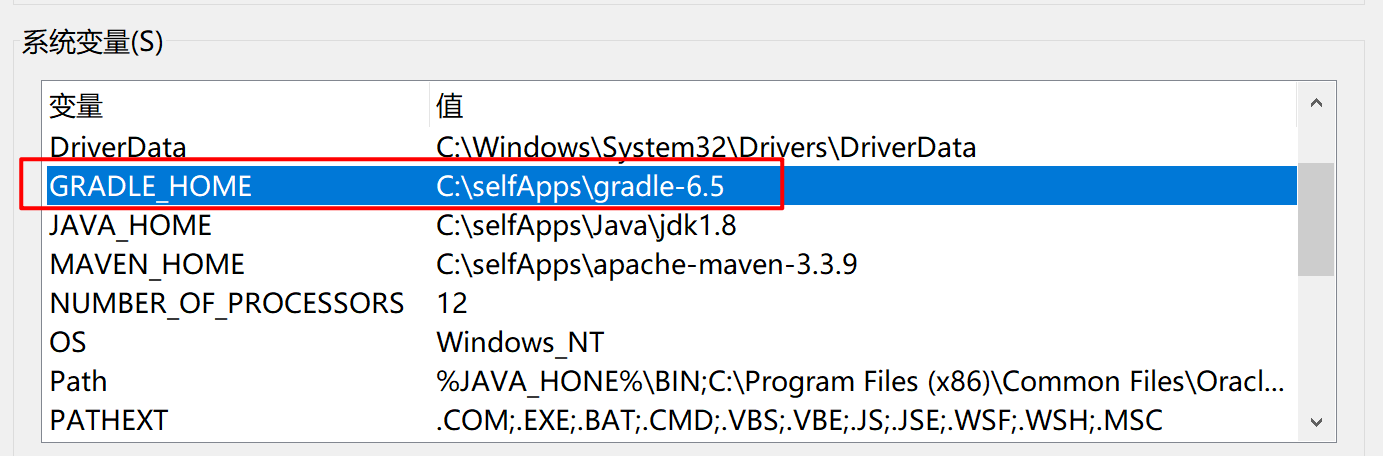 系统变量(S)
变量 值
DriverData C:\Windows\System32\Drivers\DriverData
GRADLE_HOME C:\selfApps\gradle-6.5
JAVA_HOME C:\selfApps\Java\jdk1.8
MAVEN_HOME C:\selfApps\apache-maven-3.3.9
NUMBER_OF_PROCESSORS 12
OS Windows_NT
Path %JAVA_HONE%\BIN;C:\Program Files (x86)\Common Files\Oracl...
PATHEXT .COM;.EXE;.BAT;.CMD;.VBS;.VBE;.JS;.JSE;.WSF;.WSH;.MSC